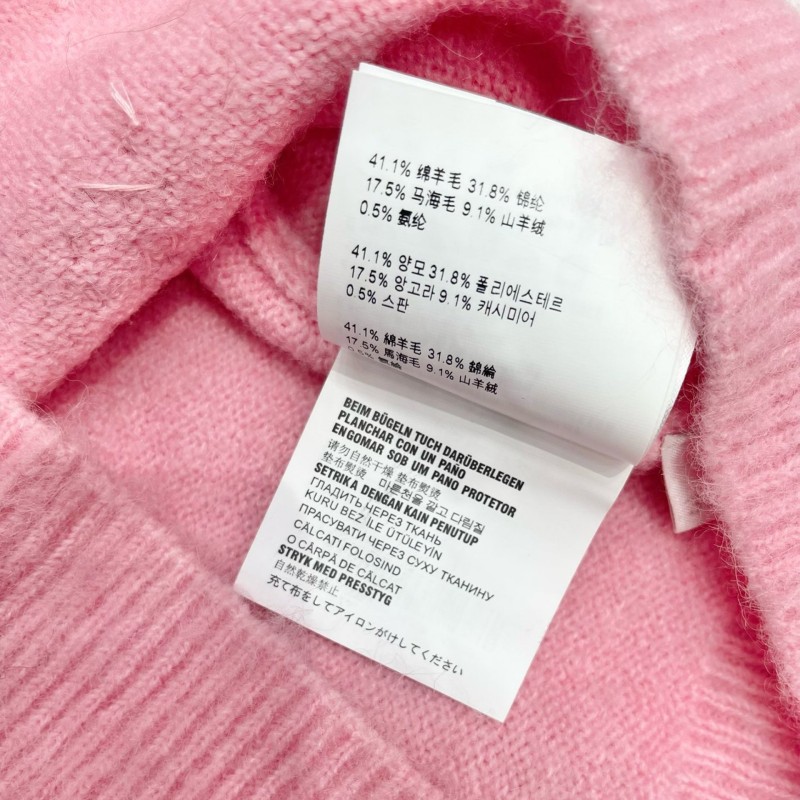 41.1% 绵羊毛 31.8% 锦纶
17.5% 马海毛 9.1% 山羊绒
0.5% 氨纶
41.1% 양모 31.8% 폴리에스테르
17.5% 앙고라 9.1% 캐시미어
0.5% 스판
41.1% 綿羊毛 31.8% 錦綸
17.5% 馬海毛 9.1% 山羊絨
BEIM BÜGELN TUCH DARÜBERLEGEN
PLANCHAR CON UN PAÑO
ENGOMAR SOB UM PANO PROTETOR
请勿自然干燥 垫布熨烫
垫布熨烫 마른천을 깔고 다림질
SETRIKA DENGAN KAIN PENUTUP
ГЛАДИТЬ ЧЕРЕЗ ТКАНЬ
KURU BEZ İLE ÜTÜLEYİN
ПРАСУВАТИ ЧЕРЕЗ СУХУ ТКАНИНУ
CĂLCATI FOLOSIND
O CÂRPĂ DE CĂLCAT
STRYK MED PRESSTYG
自然乾燥禁止
充て布をしてアイロンがけしてください